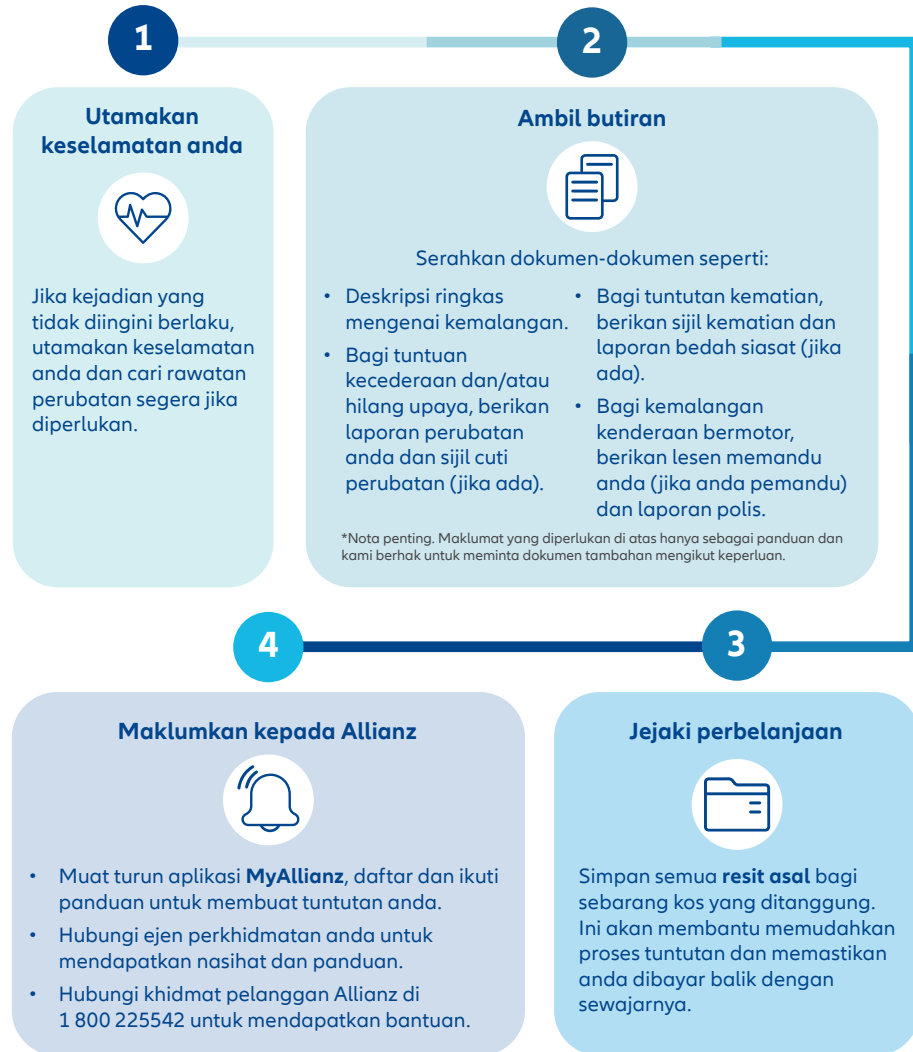 1
Utamakan
keselamatan anda
Jika kejadian yang
tidak diingini berlaku,
utamakan keselamatan
anda dan cari rawatan
perubatan segera jika
diperlukan.
2
Ambil butiran
Serahkan dokumen-dokumen seperti:
• Deskripsi ringkas
mengenai kemalangan.
• Bagi tuntuan
kecederaan dan/atau
hilang upaya, berikan
laporan perubatan
anda dan sijil cuti
perubatan (jika ada).
• Bagi tuntutan kematian,
berikan sijil kematian dan
laporan bedah siasat (jika
ada).
• Bagi kemalangan
kenderaan bermotor,
berikan lesen memandu
anda (jika anda pemandu)
dan laporan polis.
*Nota penting. Maklumat yang diperlukan di atas hanya sebagai panduan dan
kami berhak untuk meminta dokumen tambahan mengikut keperluan.
3
Jejaki perbelanjaan
Simpan semua resit asal bagi
sebarang kos yang ditanggung.
Ini akan membantu memudahkan
proses tuntutan dan memastikan
anda dibayar balik dengan
sewajarnya.
4
Maklumkan kepada Allianz
• Muat turun aplikasi MyAllianz, daftar dan ikuti
panduan untuk membuat tuntutan anda.
• Hubungi ejen perkhidmatan anda untuk
mendapatkan nasihat dan panduan.
• Hubungi khidmat pelanggan Allianz di
1 800 225542 untuk mendapatkan bantuan.